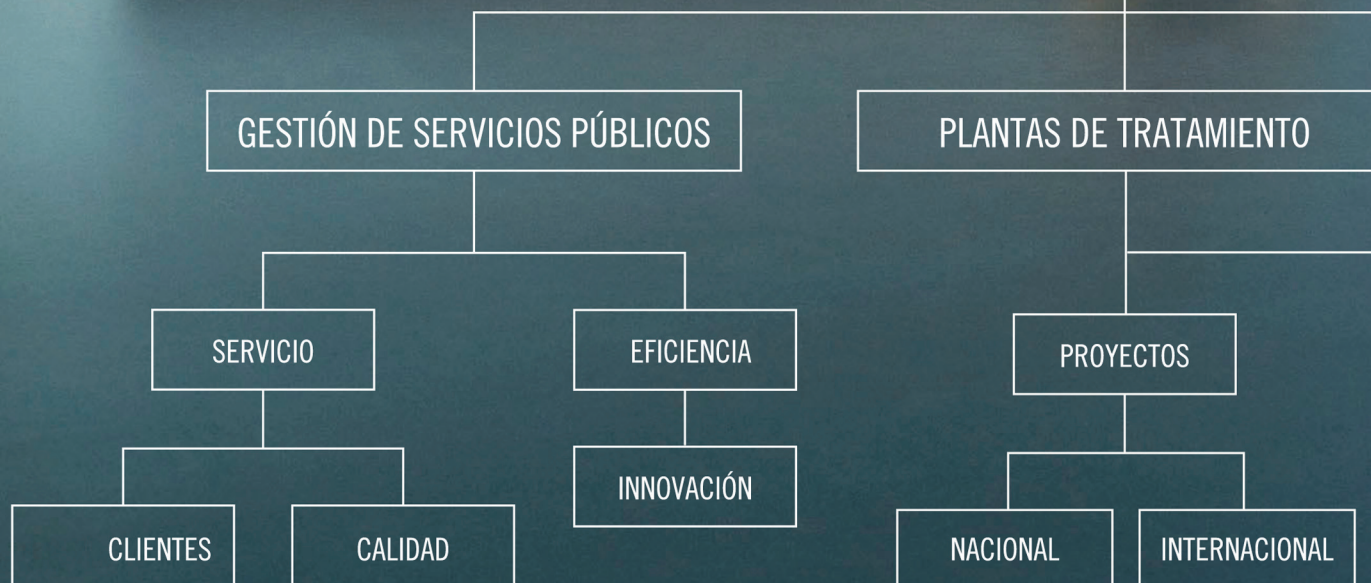 GESTIÓN DE SERVICIOS PÚBLICOS
PLANTAS DE TRATAMIENTO
SERVICIO
EFICIENCIA
PROYECTOS
INNOVACIÓN
CLIENTES
CALIDAD
NACIONAL
INTERNACIONAL